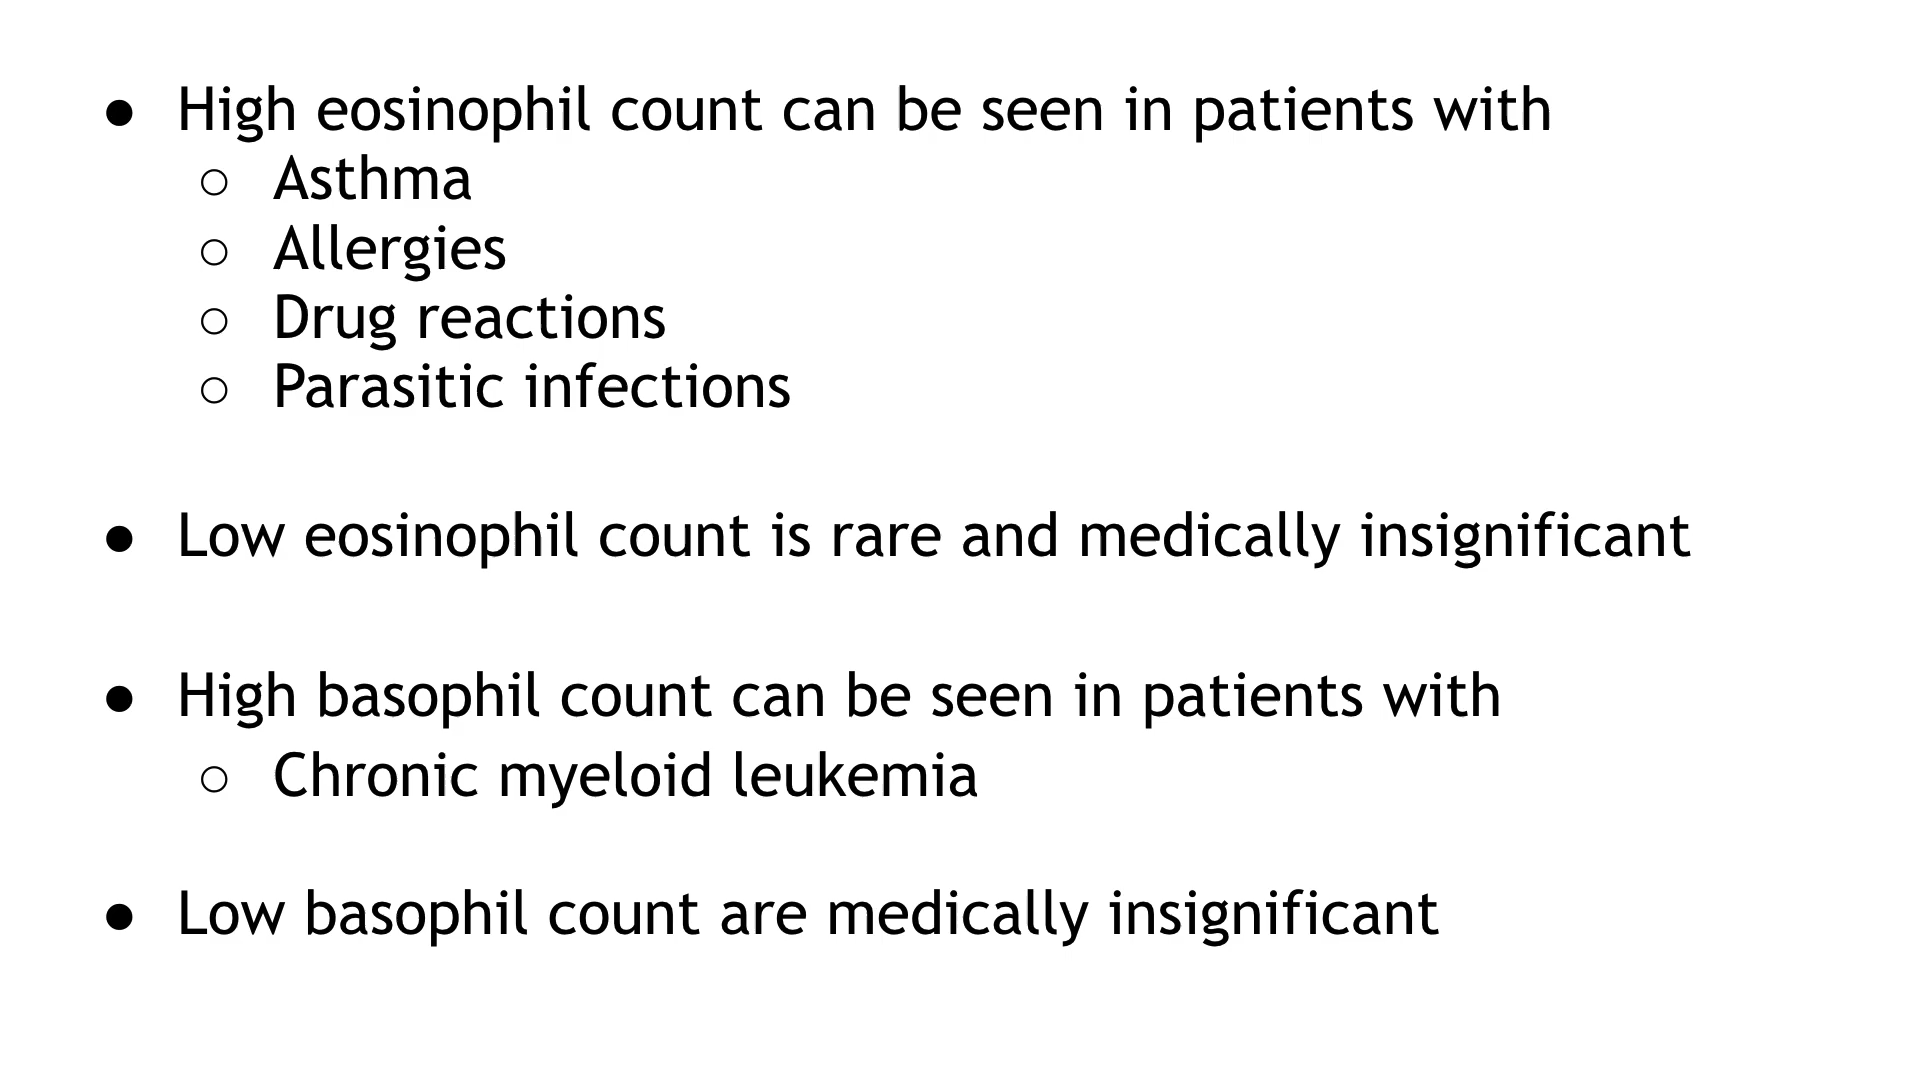 ● High eosinophil count can be seen in patients with
○ Asthma
○ Allergies
○ Drug reactions
○ Parasitic infections
● Low eosinophil count is rare and medically insignificant
● High basophil count can be seen in patients with
○ Chronic myeloid leukemia
● Low basophil count are medically insignificant